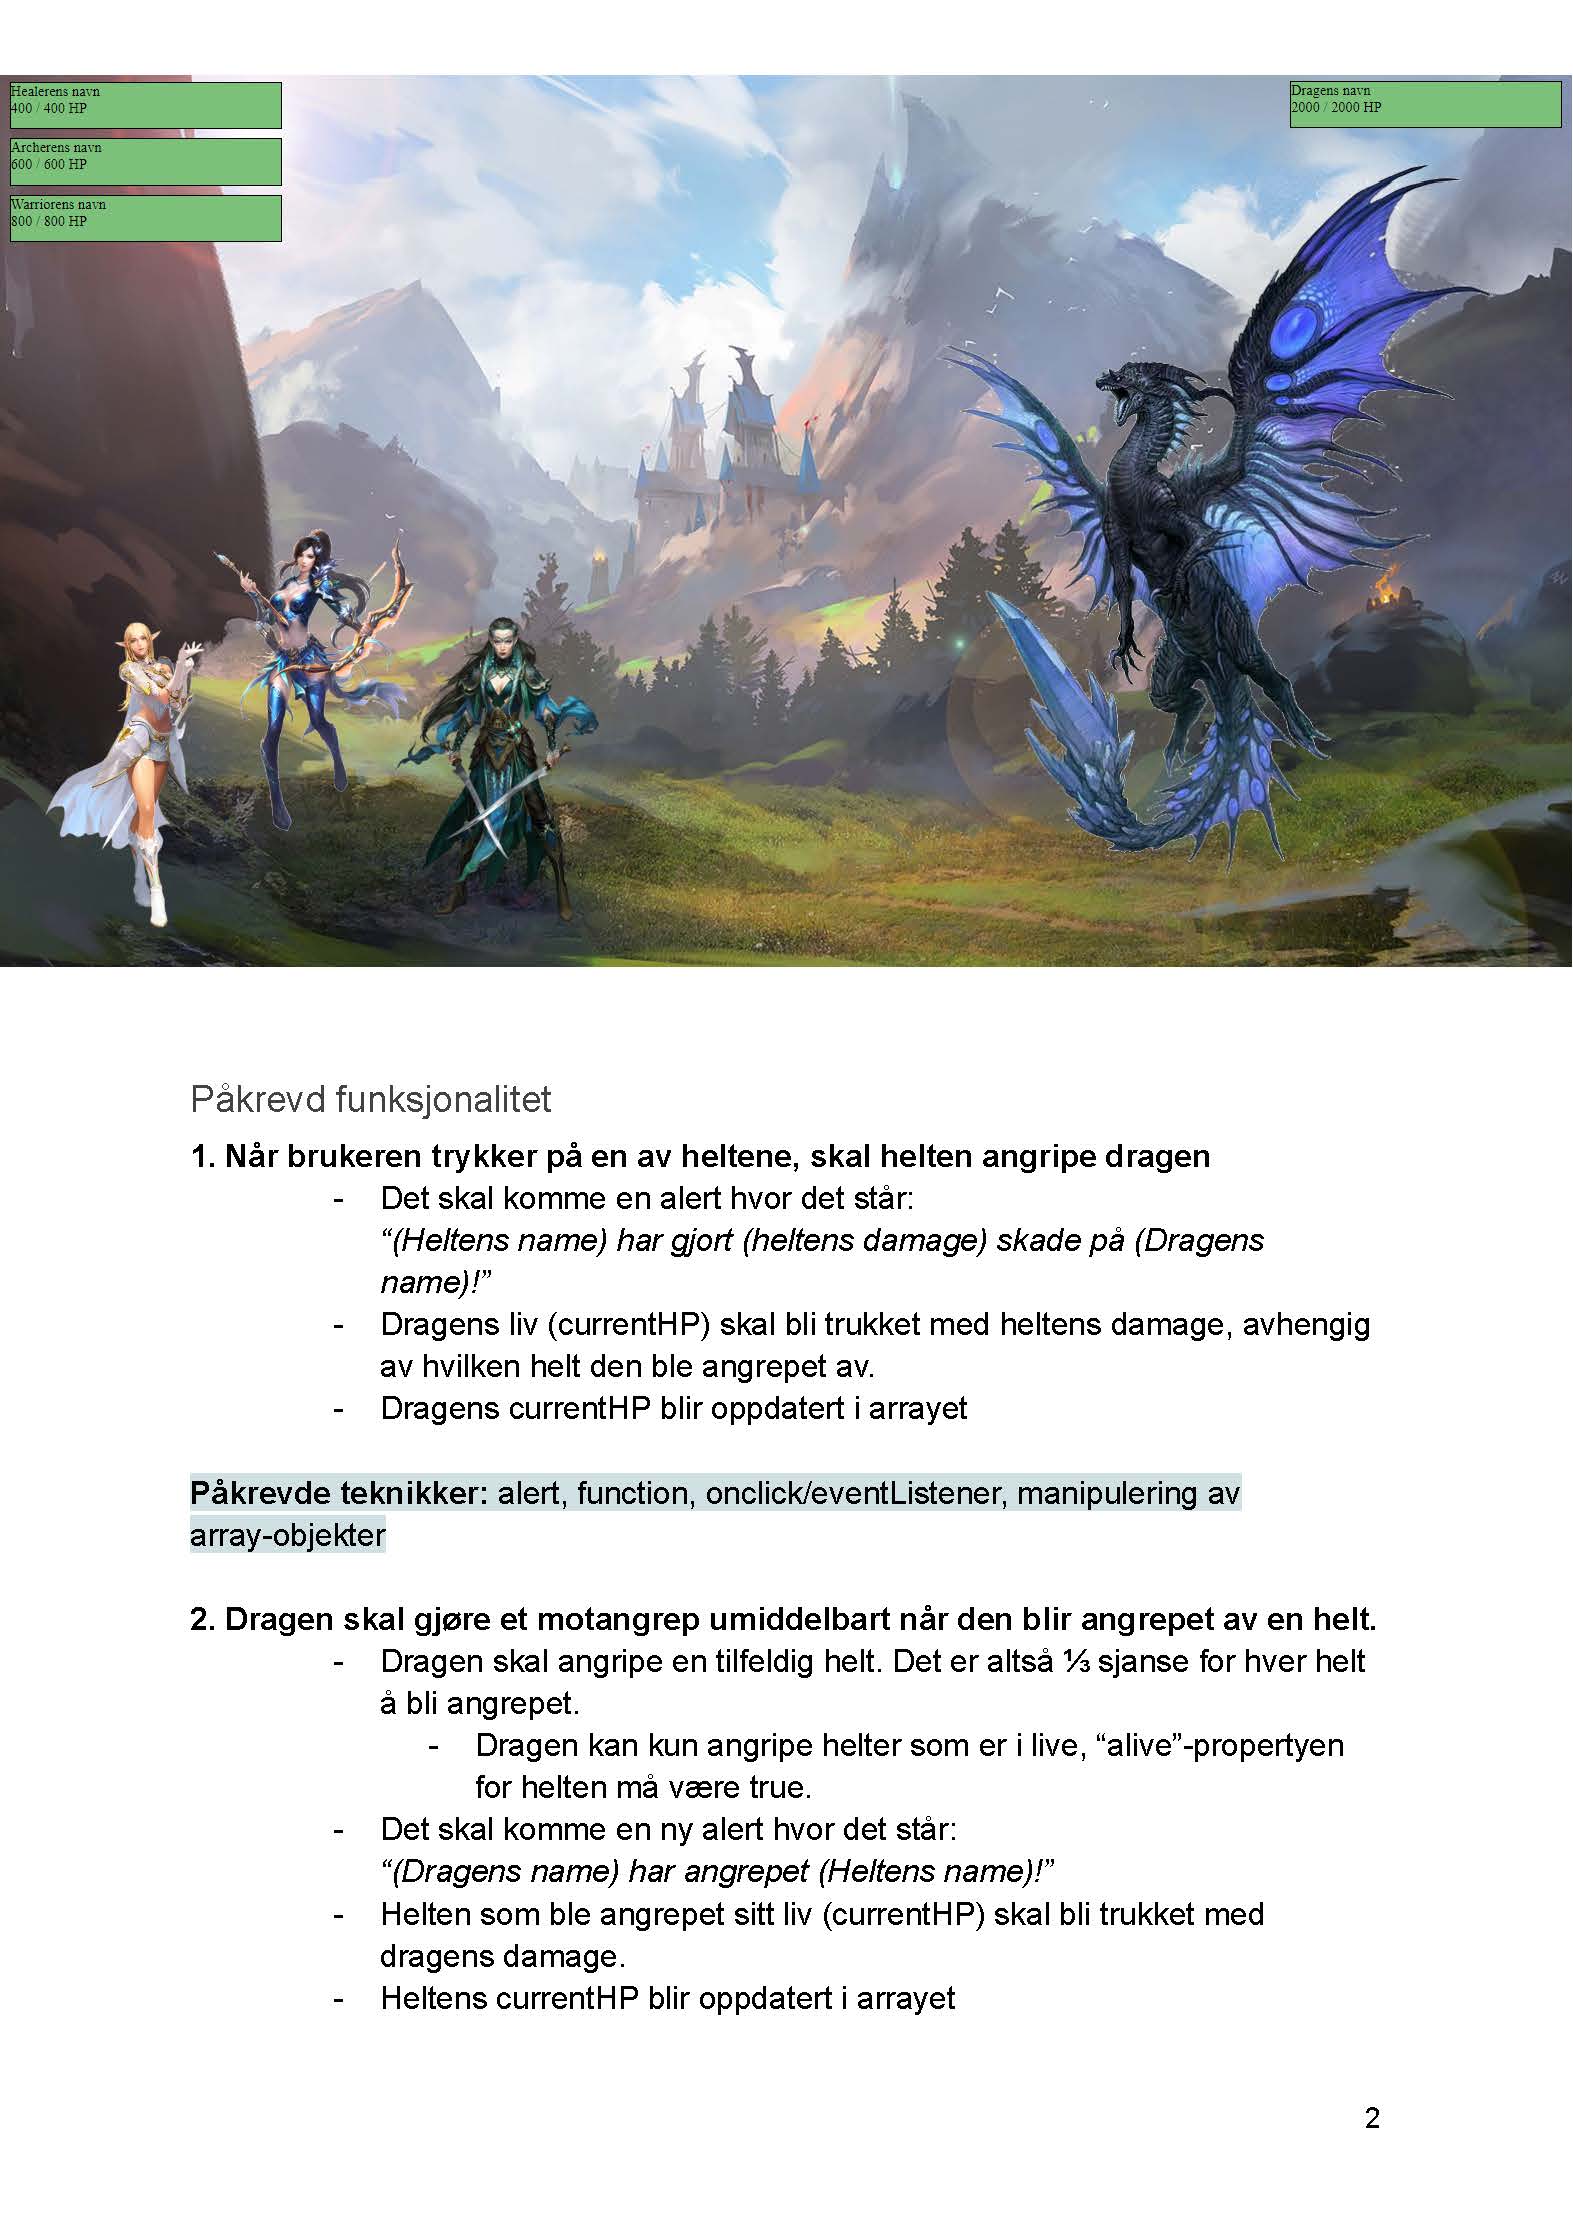 Healerens navn
400 / 400 HP
Archerens navn
600 / 600 HP
Warriorens navn
800 / 800 HP
Dragens navn
2000 / 2000 HP
Påkrevd funksjonalitet
1. Når brukeren trykker på en av heltene, skal helten angripe dragen
- Det skal komme en alert hvor det står:
“(Heltens name) har gjort (heltens damage) skade på (Dragens
name)!”
- Dragens liv (currentHP) skal bli trukket med heltens damage, avhengig
av hvilken helt den ble angrepet av.
- Dragens currentHP blir oppdatert i arrayet
Påkrevde teknikker: alert, function, onclick/eventListener, manipulering av
array-objekter
2. Dragen skal gjøre et motangrep umiddelbart når den blir angrepet av en helt.
- Dragen skal angripe en tilfeldig helt. Det er altså ⅓ sjanse for hver helt
å bli angrepet.
- Dragen kan kun angripe helter som er i live, “alive”-propertyen
for helten må være true.
- Det skal komme en ny alert hvor det står:
“(Dragens name) har angrepet (Heltens name)!”
- Helten som ble angrepet sitt liv (currentHP) skal bli trukket med
dragens damage.
- Heltens currentHP blir oppdatert i arrayet
2